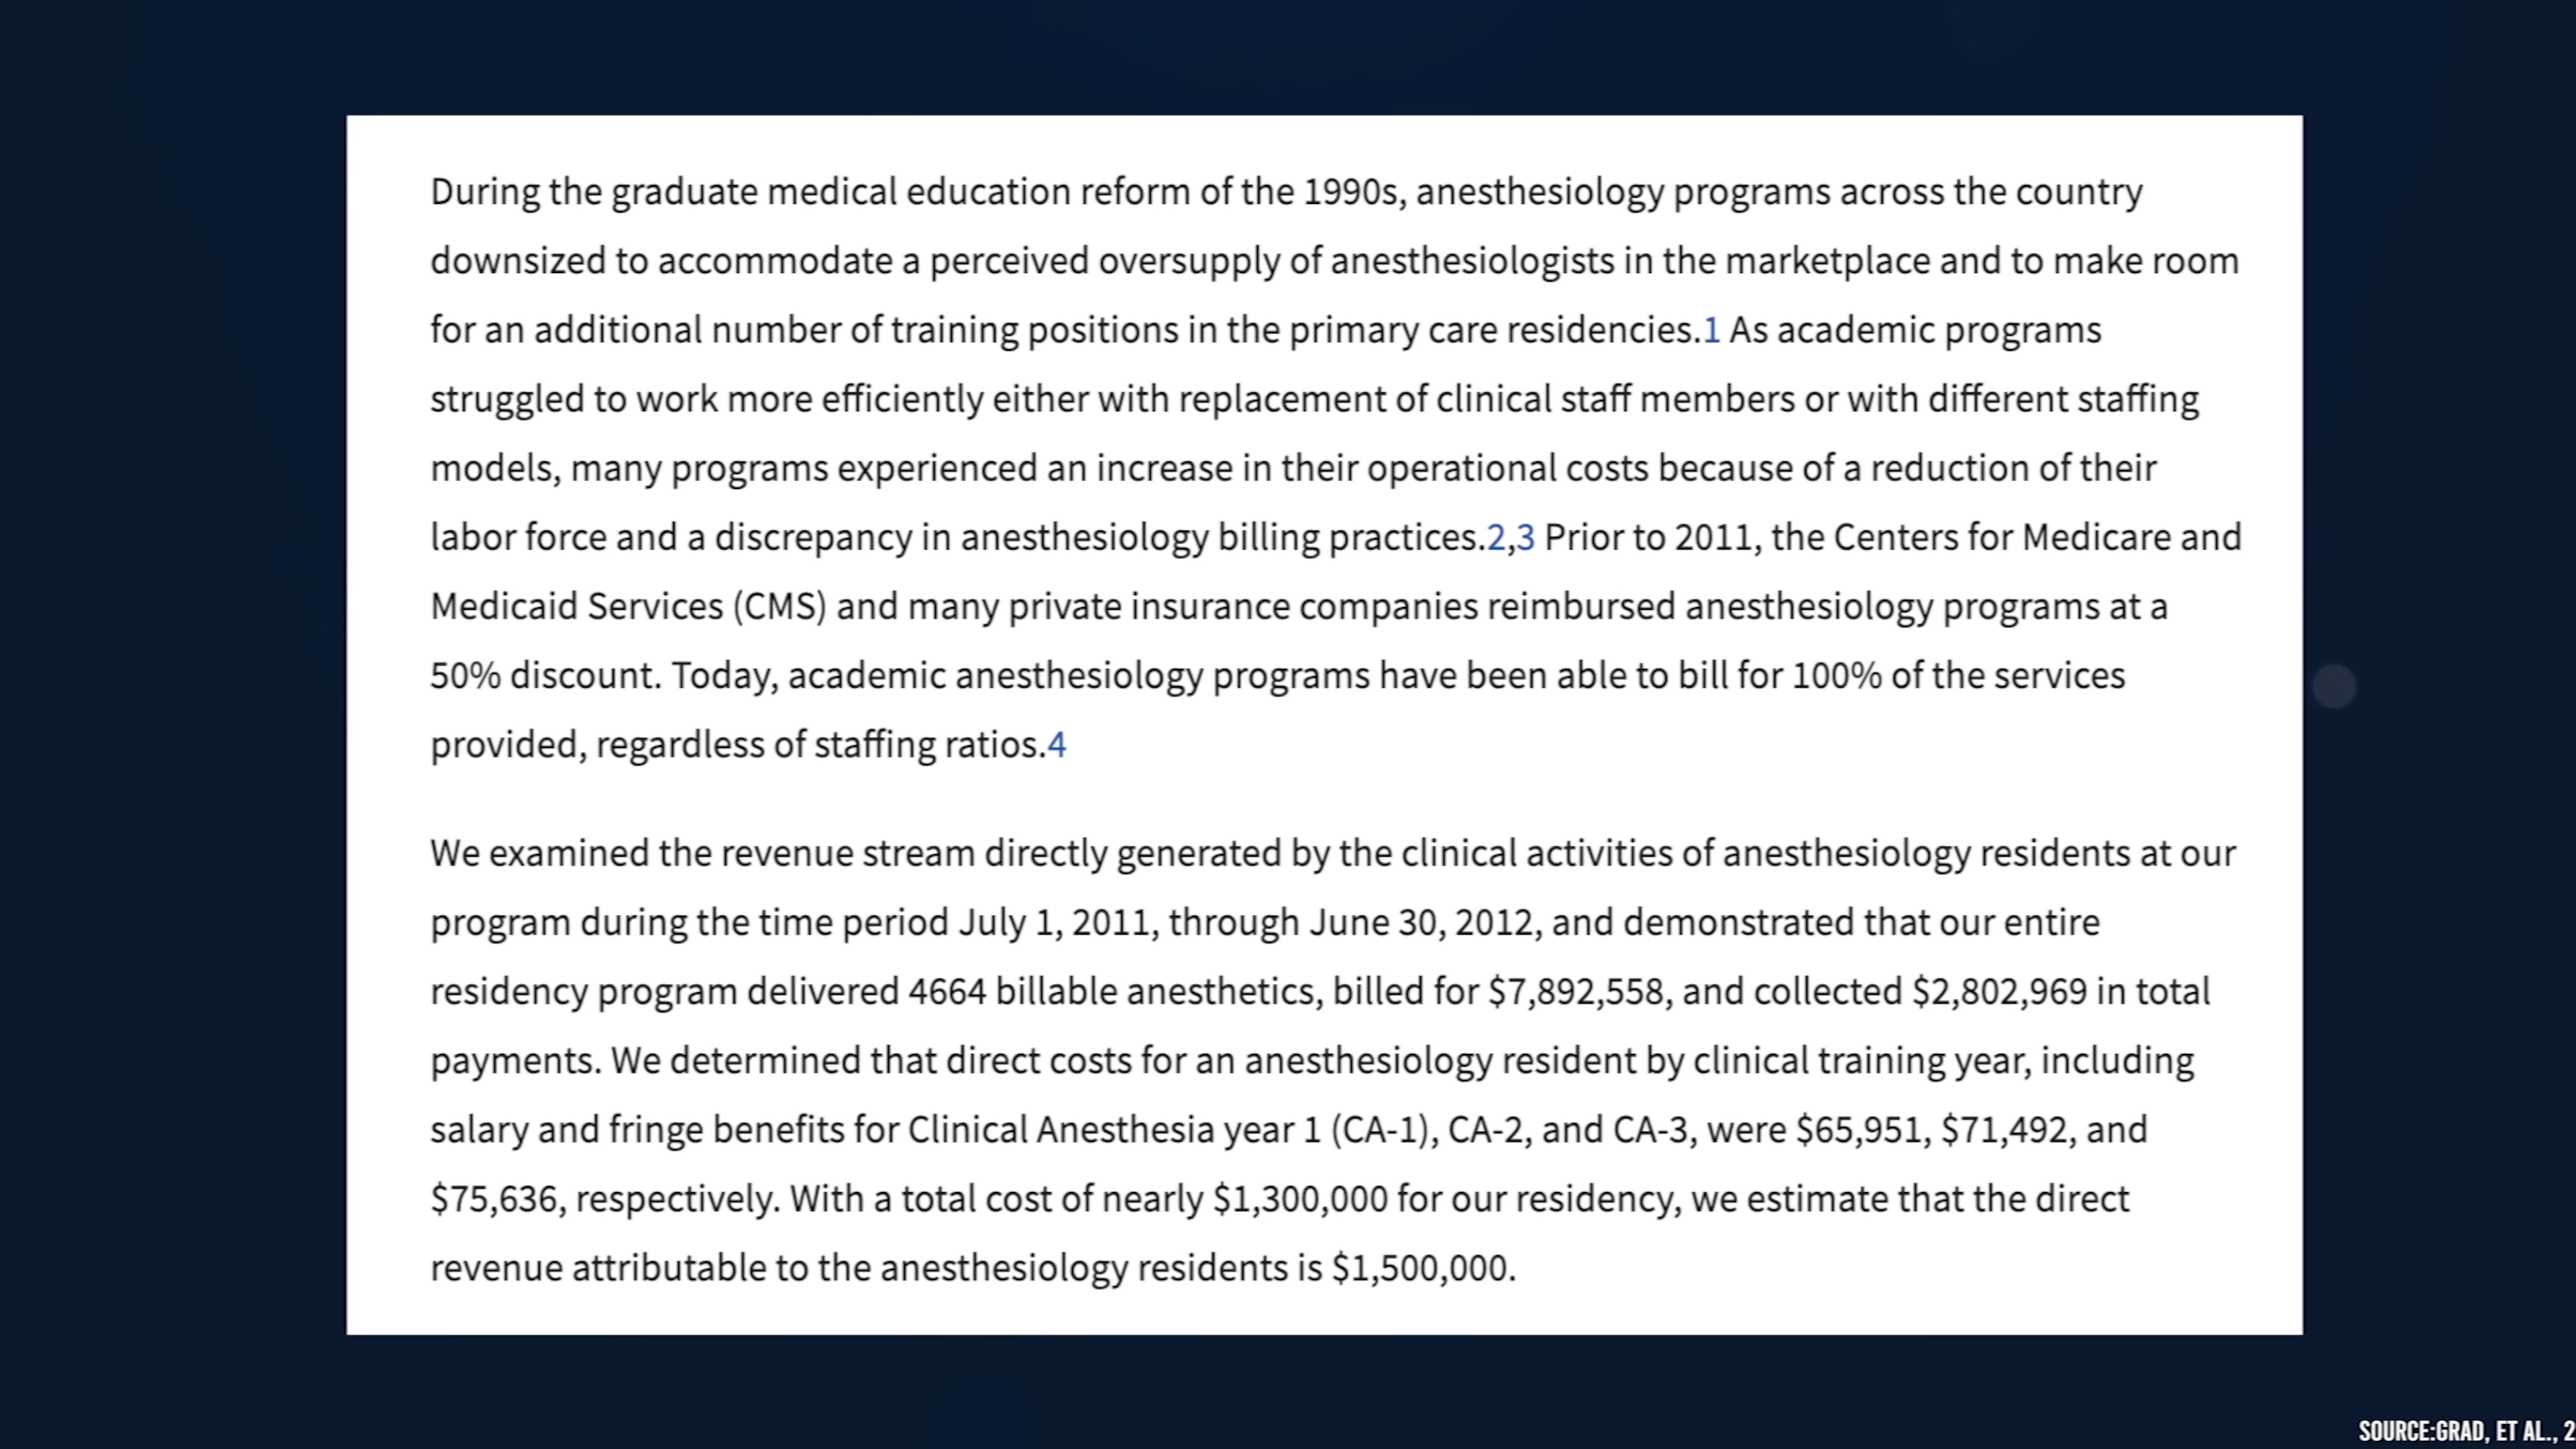 During the graduate medical education reform of the 1990s, anesthesiology programs across the country
downsized to accommodate a perceived oversupply of anesthesiologists in the marketplace and to make room
for an additional number of training positions in the primary care residencies.1 As academic programs
struggled to work more efficiently either with replacement of clinical staff members or with different staffing
models, many programs experienced an increase in their operational costs because of a reduction of their
labor force and a discrepancy in anesthesiology billing practices.2,3 Prior to 2011, the Centers for Medicare and
Medicaid Services (CMS) and many private insurance companies reimbursed anesthesiology programs at a
50% discount. Today, academic anesthesiology programs have been able to bill for 100% of the services
provided, regardless of staffing ratios.4
We examined the revenue stream directly generated by the clinical activities of anesthesiology residents at our
program during the time period July 1, 2011, through June 30, 2012, and demonstrated that our entire
residency program delivered 4664 billable anesthetics, billed for $7,892,558, and collected $2,802,969 in total
payments. We determined that direct costs for an anesthesiology resident by clinical training year, including
salary and fringe benefits for Clinical Anesthesia year 1 (CA-1), CA-2, and CA-3, were $65,951, $71,492, and
$75,636, respectively. With a total cost of nearly $1,300,000 for our residency, we estimate that the direct
revenue attributable to the anesthesiology residents is $1,500,000.
SOURCE:GRAD, ET AL., 2